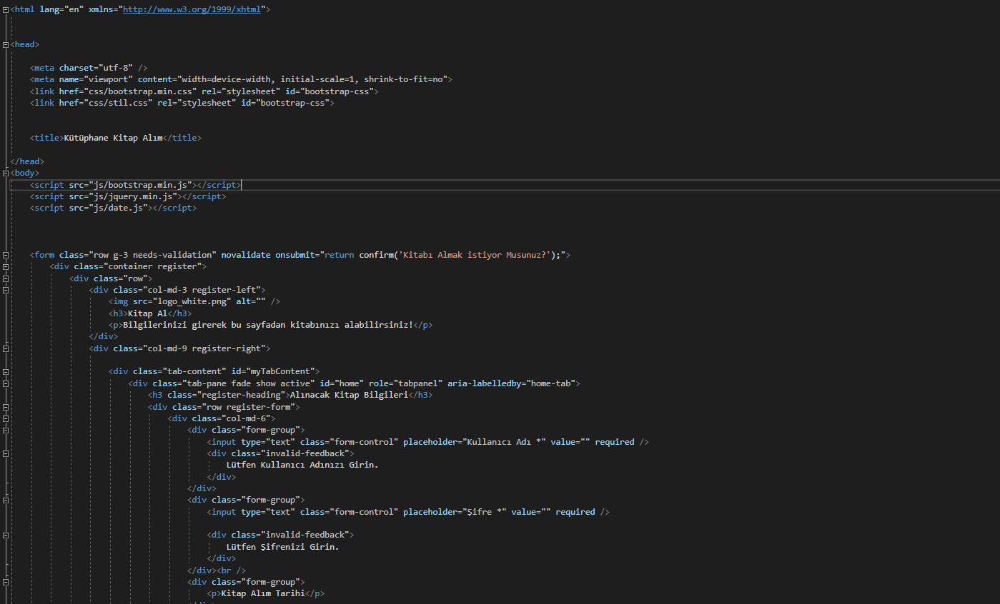 <html lang="en" xmlns="http://www.w3.org/1999/xhtml">
<head>
<meta charset="utf-8" />
<meta name="viewport" content="width=device-width, initial-scale=1, shrink-to-fit=no">
<link href="css/bootstrap.min.css" rel="stylesheet" id="bootstrap-css">
<link href="css/stil.css" rel="stylesheet" id="bootstrap-css">
<title>Kütüphane Kitap Alım</title>
</head>
<body>
<script src="js/bootstrap.min.js"></script>
<script src="js/jquery.min.js"></script>
<script src="js/date.js"></script>
<form class="row g-3 needs-validation" novalidate onsubmit="return confirm('Kitabı Almak istiyor Musunuz?');">
<div class="container register">
<div class="row">
<div class="col-md-3 register-left">
<img src="logo_white.png" alt="" />
<h3>Kitap Al</h3>
<p>Bilgilerinizi girerek bu sayfadan kitabınızı alabilirsiniz!</p>
</div>
<div class="col-md-9 register-right">
<div class="tab-content" id="myTabContent">
<div class="tab-pane fade show active" id="home" role="tabpanel" aria-labelledby="home-tab">
<h3 class="register-heading">Alınacak Kitap Bilgileri</h3>
<div class="row register-form">
<div class="col-md-6">
<div class="form-group">
<input type="text" class="form-control" placeholder="Kullanıcı Adı *" value="" required />
<div class="invalid-feedback">
Lütfen Kullanıcı Adınızı Girin.
</div>
</div>
<div class="form-group">
<input type="text" class="form-control" placeholder="Şifre *" value="" required />
<div class="invalid-feedback">
Lütfen Şifrenizi Girin.
</div>
</div><br />
<div class="form-group">
<p>Kitap Alım Tarihi</p>